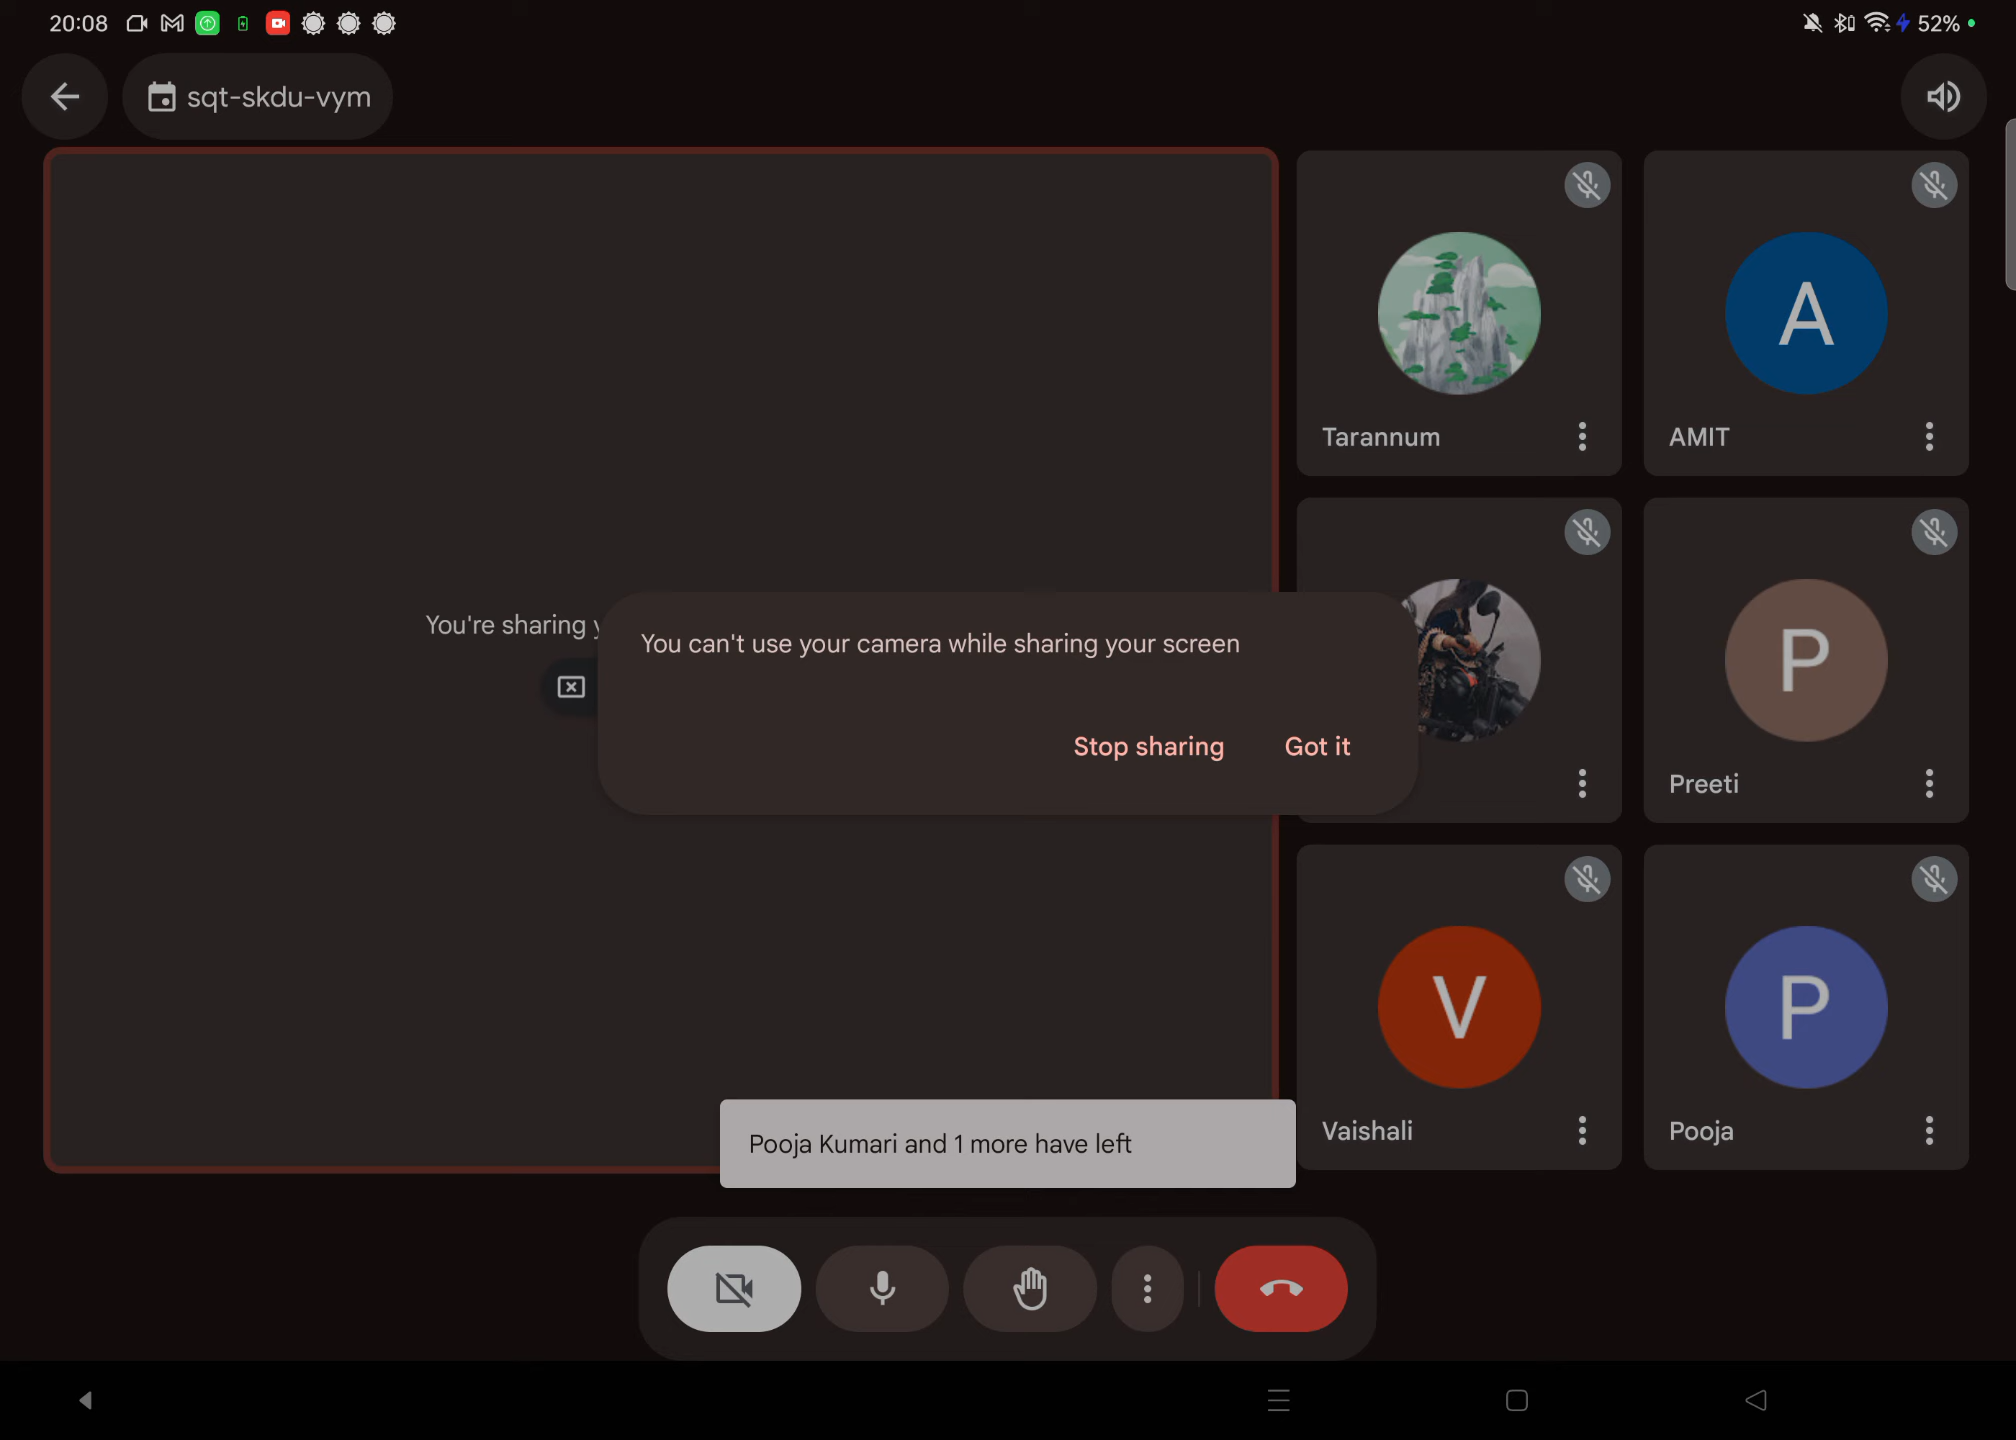 20:08
52%
sqt-skdu-vym
Tarannum
A
AMIT
You're sharing
You can't use your camera while sharing your screen
Stop sharing Got it
P
Preeti
V
Vaishali
P
Pooja
Pooja Kumari and 1 more have left